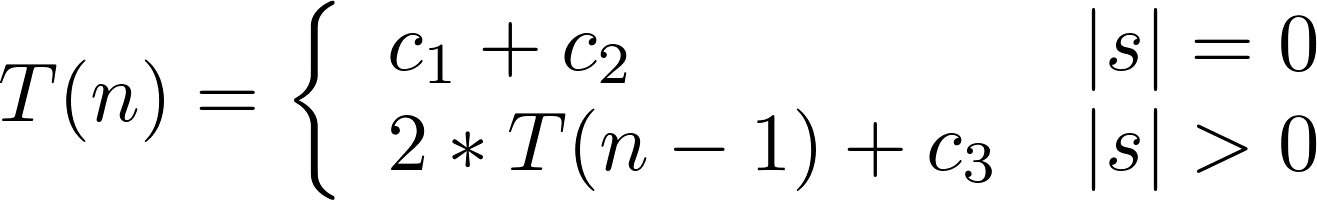 T(n) = { c₁ + c₂ |s| = 0
2 * T(n − 1) + c₃ |s| > 0